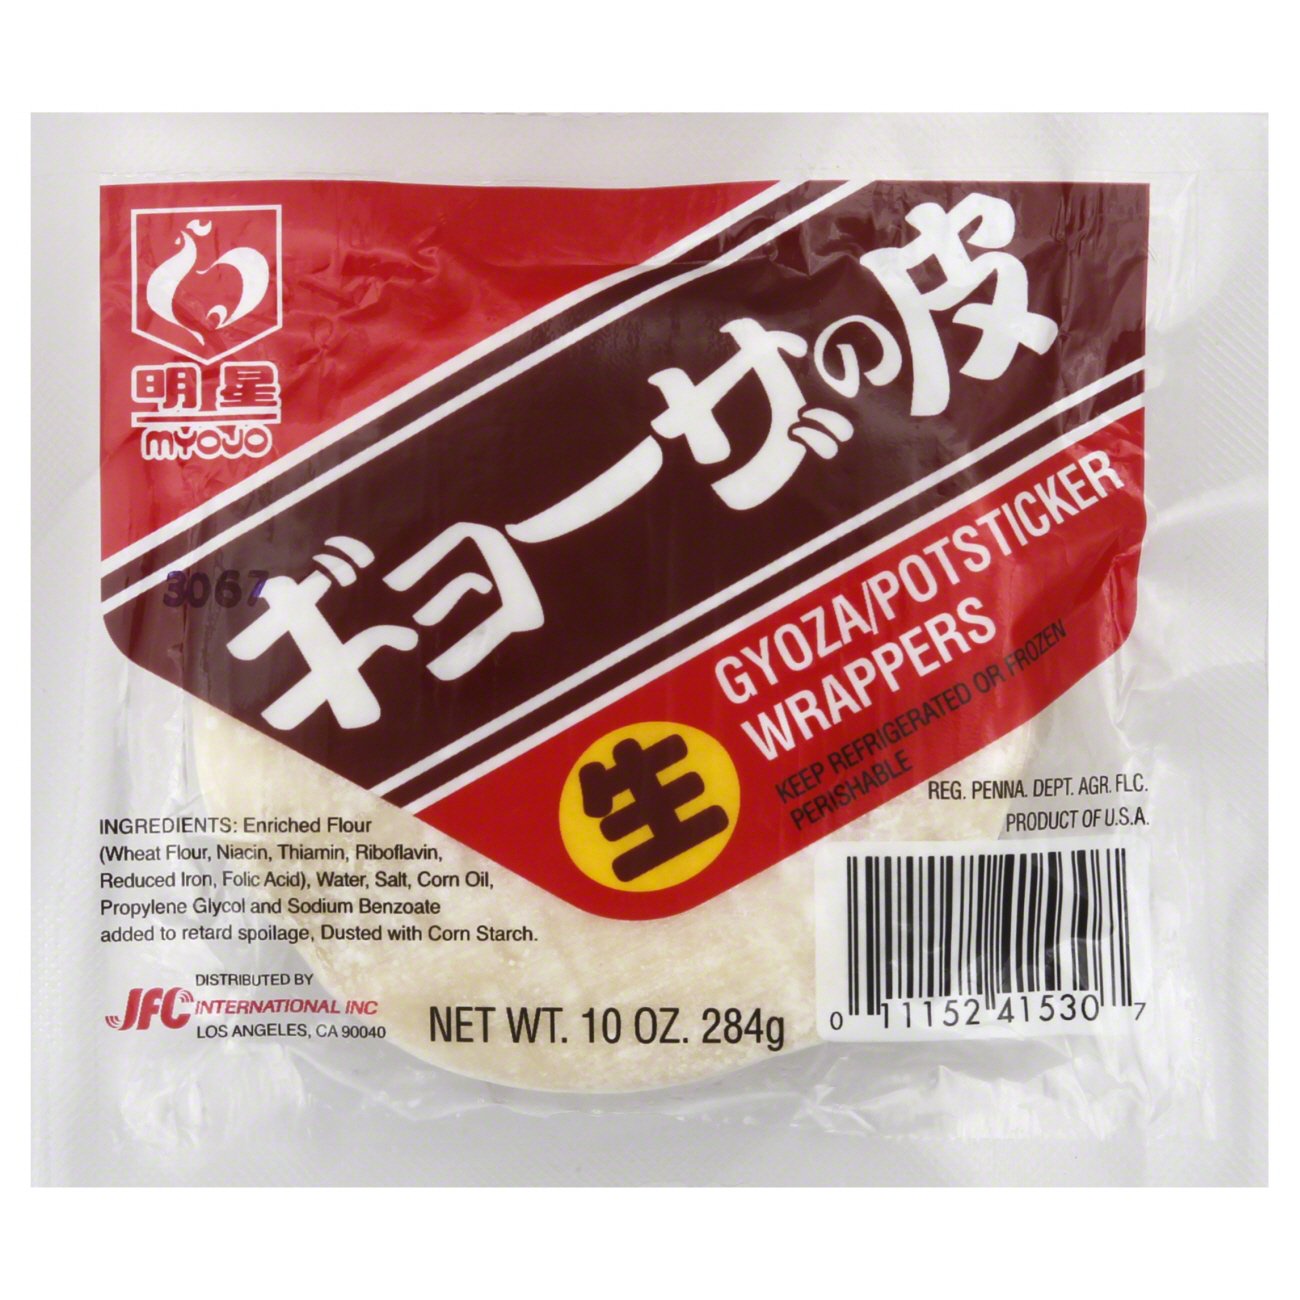 明星
MYOJO
ギョーザの皮
3067
GYOZA/POTSTICKER
WRAPPERS
生
KEEP REFRIGERATED OR FROZEN
PERISHABLE
REG. PENNA. DEPT. AGR. FLC.
PRODUCT OF U.S.A.
INGREDIENTS: Enriched Flour
(Wheat Flour, Niacin, Thiamin, Riboflavin,
Reduced Iron, Folic Acid), Water, Salt, Corn Oil,
Propylene Glycol and Sodium Benzoate
added to retard spoilage, Dusted with Corn Starch.
DISTRIBUTED BY
JFC INTERNATIONAL INC
LOS ANGELES, CA 90040
NET WT. 10 OZ. 284g
0 11152 41530 7